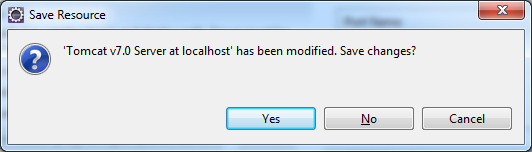 Save Resource
'Tomcat v7.0 Server at localhost' has been modified. Save changes?
Yes
No
Cancel